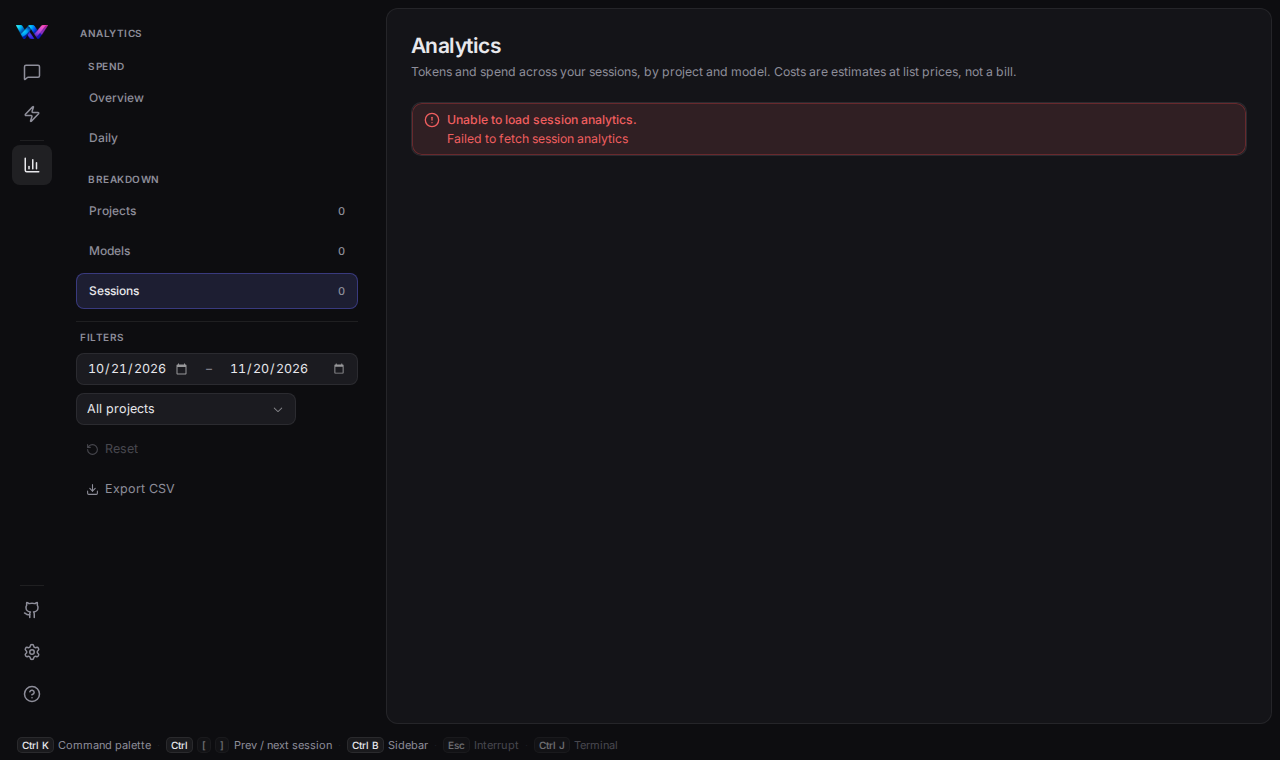 ANALYTICS
SPEND
Overview
Daily
BREAKDOWN
Projects 0
Models 0
Sessions 0
FILTERS
10/21/2026 – 11/20/2026
All projects
Reset
Export CSV
Analytics
Tokens and spend across your sessions, by project and model. Costs are estimates at list prices, not a bill.
Unable to load session analytics.
Failed to fetch session analytics
Ctrl K Command palette Ctrl [ ] Prev / next session Ctrl B Sidebar Esc Interrupt Ctrl J Terminal